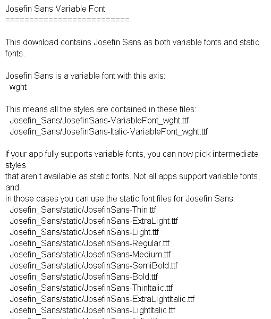 Josefin Sans Variable Font
==========================
This download contains Josefin Sans as both variable fonts and static
fonts.
Josefin Sans is a variable font with this axis:
wght
This means all the styles are contained in these files:
Josefin_Sans/JosefinSans-VariableFont_wght.ttf
Josefin_Sans/JosefinSans-Italic-VariableFont_wght.ttf
If your app fully supports variable fonts, you can now pick intermediate
styles
that aren't available as static fonts. Not all apps support variable fonts,
and
in those cases you can use the static font files for Josefin Sans:
Josefin_Sans/static/JosefinSans-Thin.ttf
Josefin_Sans/static/JosefinSans-ExtraLight.ttf
Josefin_Sans/static/JosefinSans-Light.ttf
Josefin_Sans/static/JosefinSans-Regular.ttf
Josefin_Sans/static/JosefinSans-Medium.ttf
Josefin_Sans/static/JosefinSans-SemiBold.ttf
Josefin_Sans/static/JosefinSans-Bold.ttf
Josefin_Sans/static/JosefinSans-ThinItalic.ttf
Josefin_Sans/static/JosefinSans-ExtraLightItalic.ttf
Josefin_Sans/static/JosefinSans-LightItalic.ttf